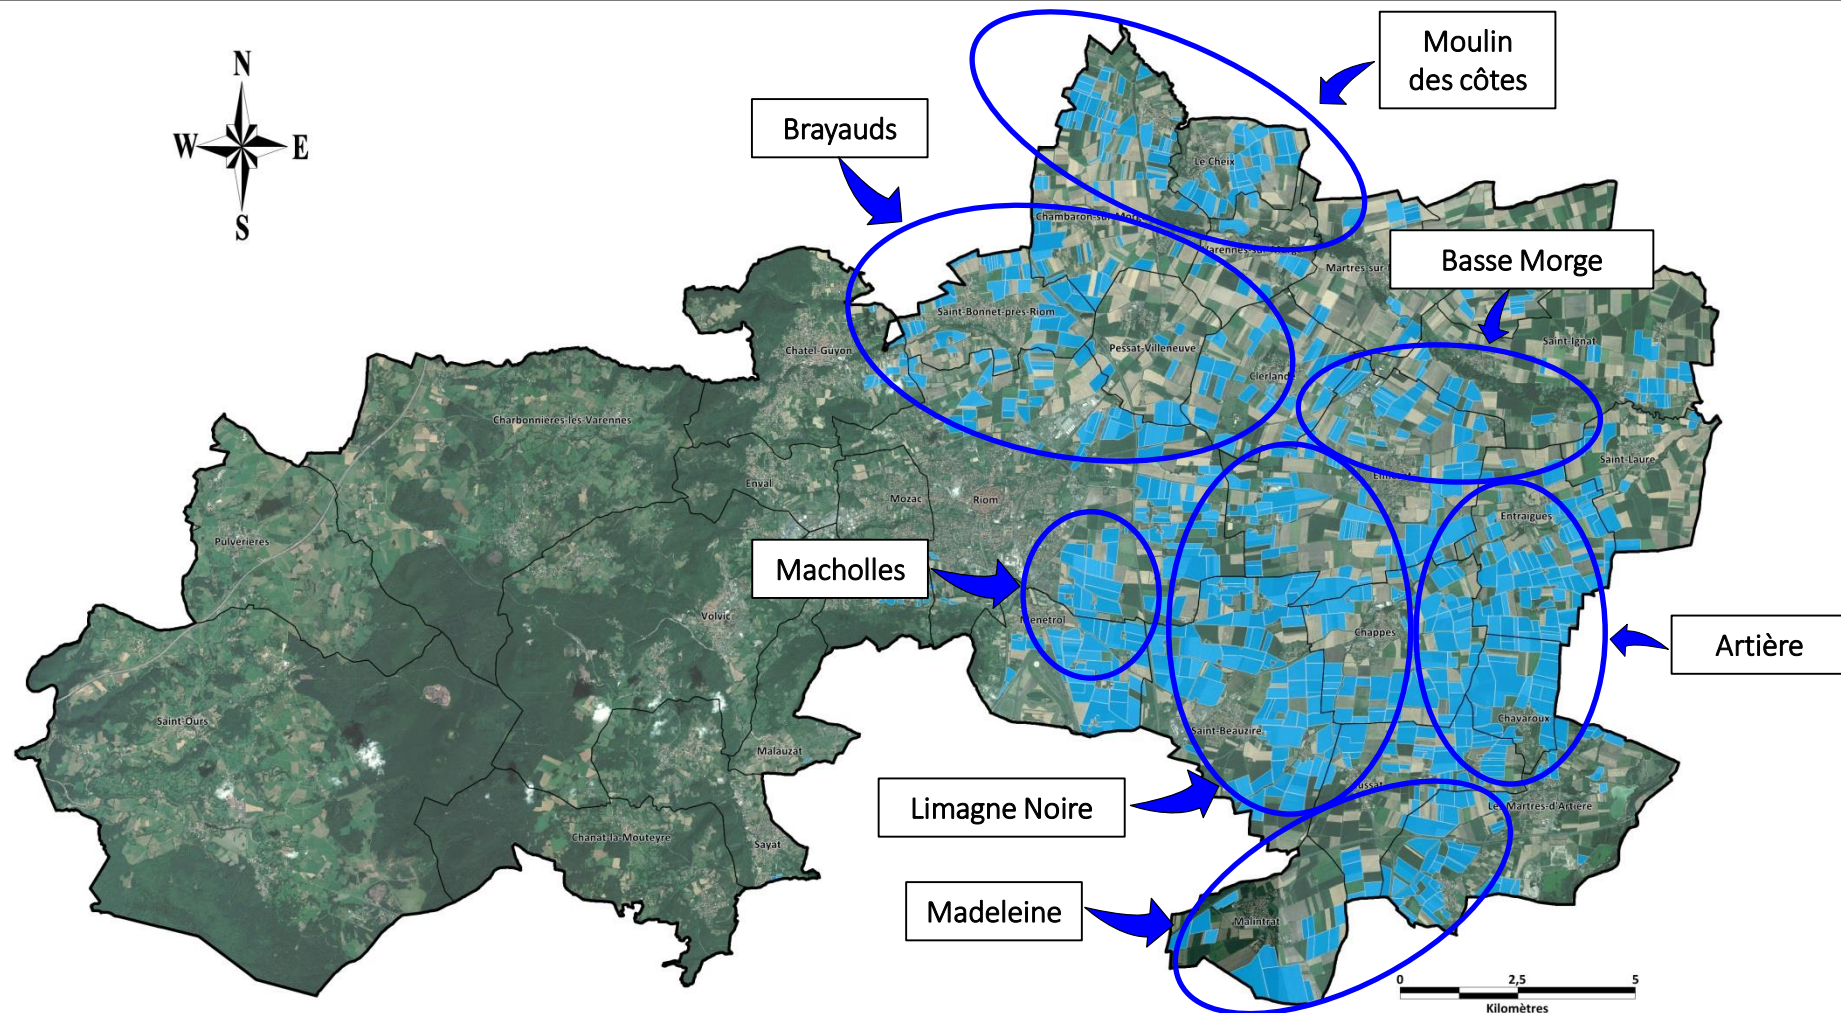 N
W
E
S
Moulin
des côtes
Brayauds
Le Cheix
Chambaron-sur-Morge
Varennes-sur-Morge
Martres-sur-
Basse Morge
Saint-Bonnet-près-Riom
Chatel-Guyon
Pessat-Villeneuve
Saint-Ignat
Clerlande
Charbonnières-les-Varennes
Saint-Laure
Enval
Mozac
Riom
Entraigues
Pulvérières
Macholles
Volvic
Ménétrol
Chappes
Artière
Saint-Ours
Saint-Beauzire
Chavaroux
Malauzat
Limagne Noire
Les Martres-d'Artière
Chanat-la-Mouteyre
Sayat
Madeleine
Malintrat
0
2,5
5
Kilomètres